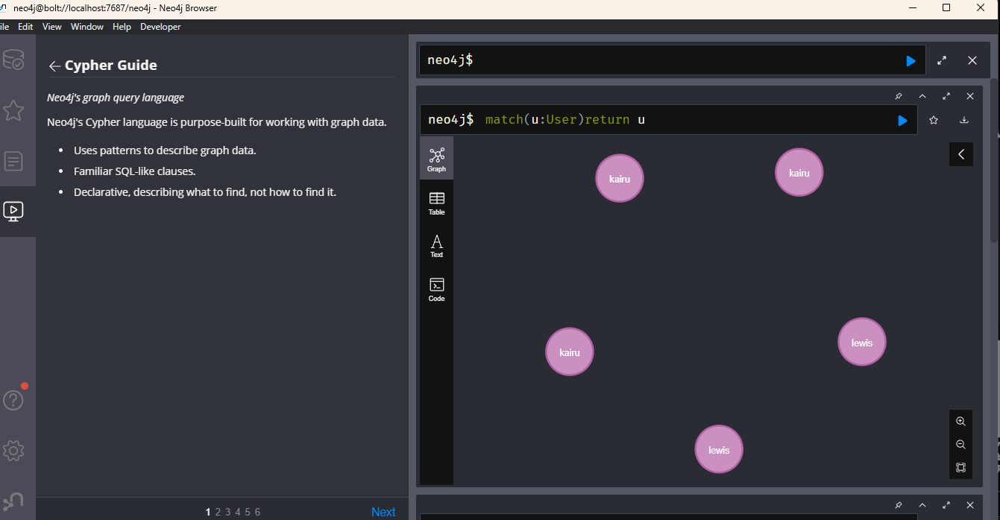 neo4j@bolt://localhost:7687/neo4j - Neo4j Browser
ile Edit View Window Help Developer
Cypher Guide
Neo4j's graph query language
Neo4j's Cypher language is purpose-built for working with graph data.
Uses patterns to describe graph data.
Familiar SQL-like clauses.
Declarative, describing what to find, not how to find it.
1 2 3 4 5 6
Next
neo4j$
neo4j$ match(u:User)return u
Graph
Table
Text
Code
kairu
kairu
kairu
lewis
lewis